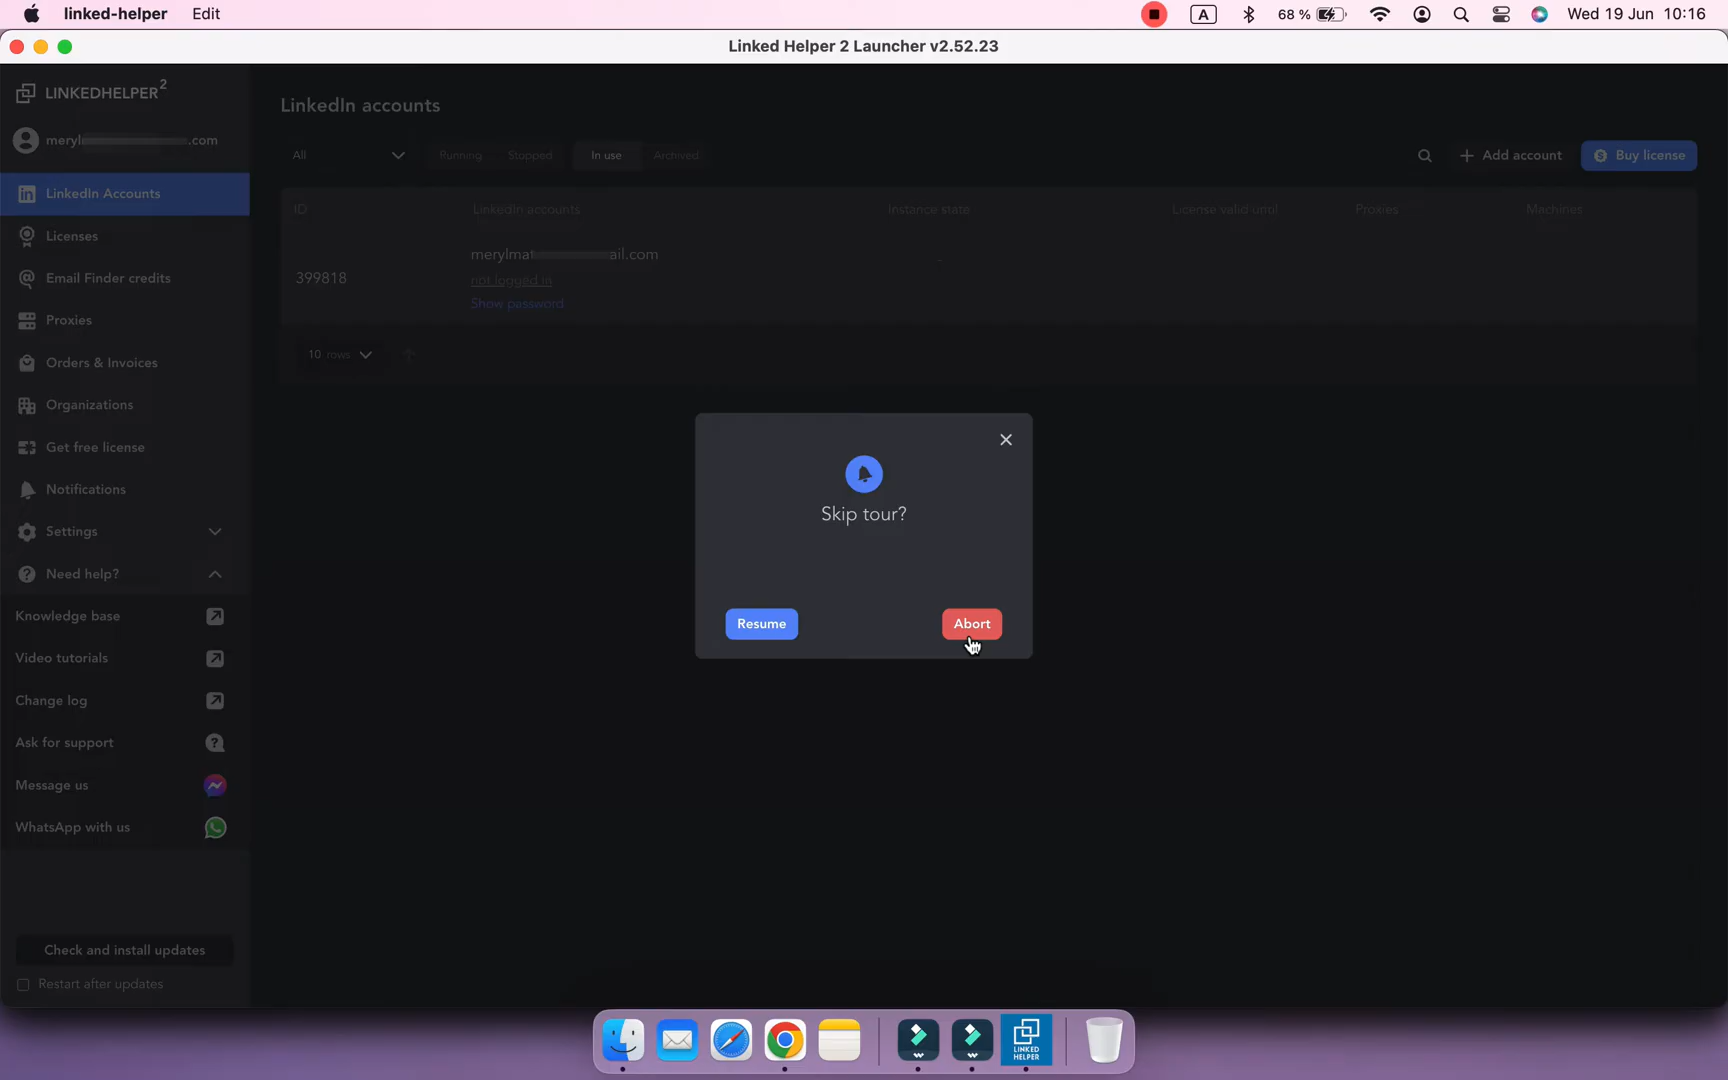 linked-helper Edit
A 68 % Wed 19 Jun 10:16
Linked Helper 2 Launcher v2.52.23
LINKEDHELPER 2
meryl .com
LinkedIn Accounts
Licenses
Email Finder credits
Proxies
Orders & Invoices
Organizations
Get free license
Notifications
Settings
Need help?
Knowledge base
Video tutorials
Change log
Ask for support
Message us
WhatsApp with us
Check and install updates
Restart after updates
LinkedIn accounts
All Running Stopped In use Archived + Add account Buy license
ID LinkedIn accounts Instance state License valid until Proxies Machines
merylmat ail.com
399818 not logged in
Show password
10 rows
Skip tour?
Resume Abort
LINKED
HELPER